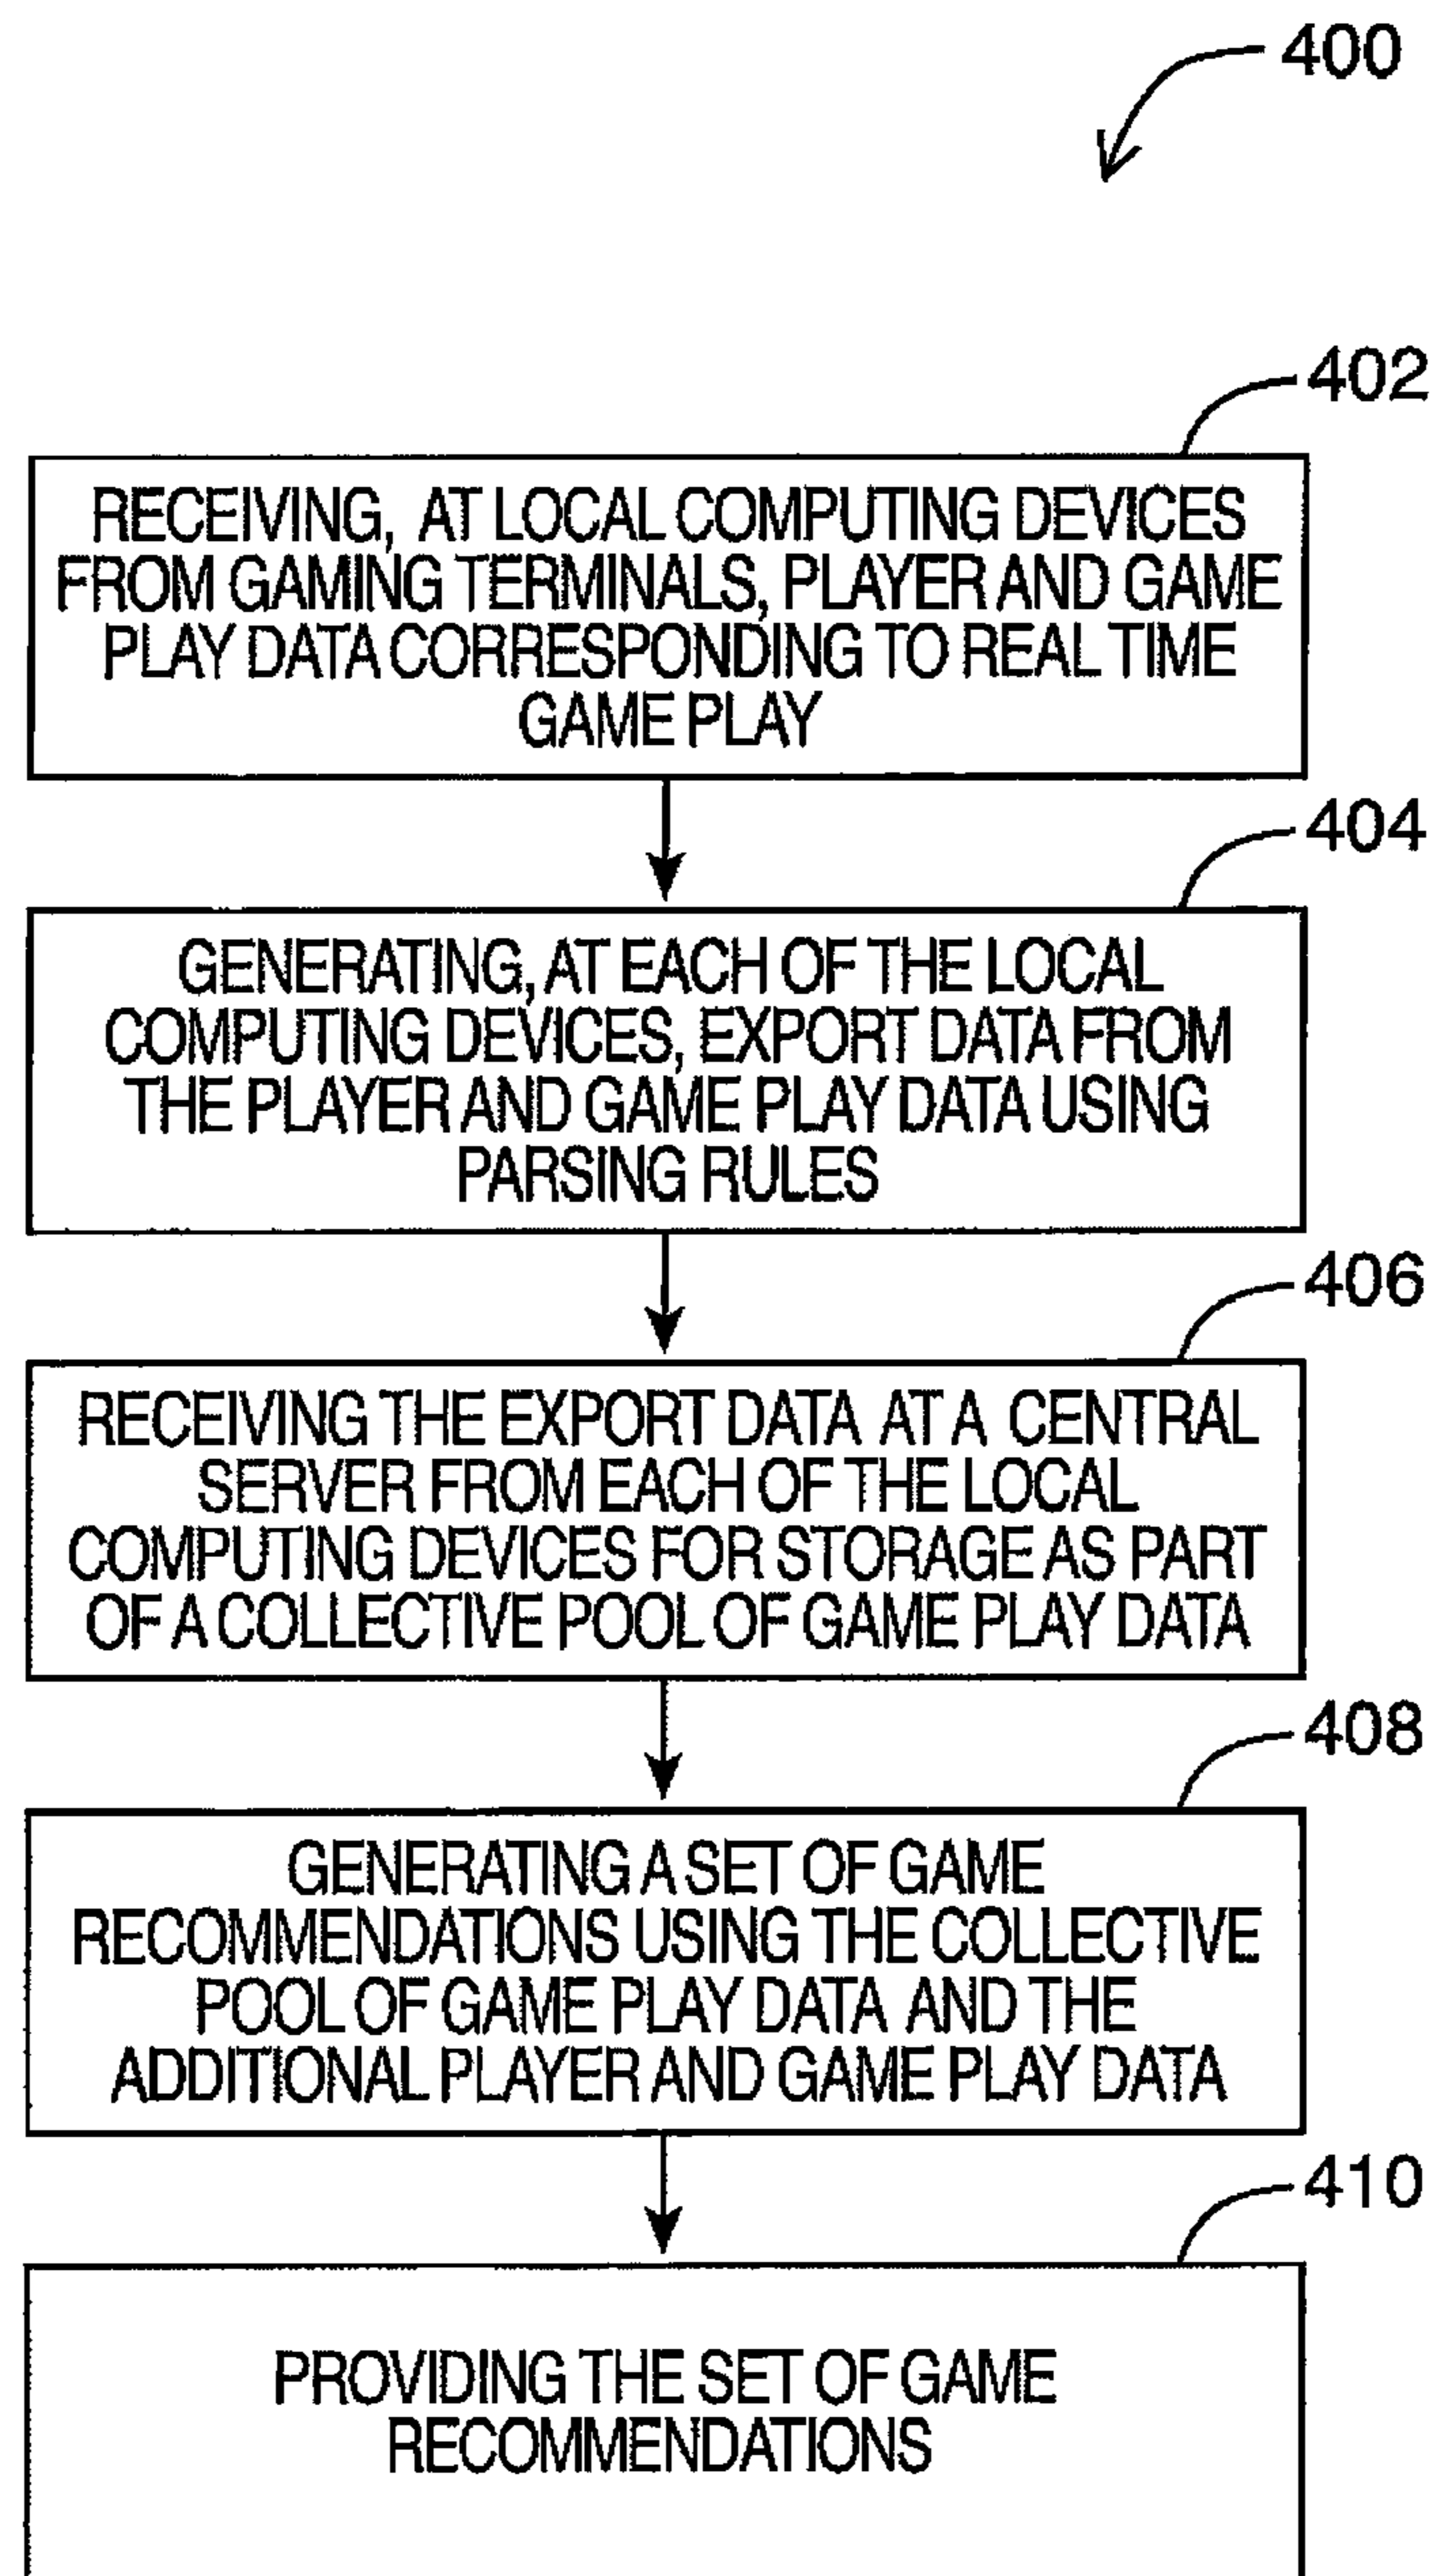 400
402
RECEIVING, AT LOCAL COMPUTING DEVICES
FROM GAMING TERMINALS, PLAYER AND GAME
PLAY DATA CORRESPONDING TO REAL TIME
GAME PLAY
404
GENERATING, AT EACH OF THE LOCAL
COMPUTING DEVICES, EXPORT DATA FROM
THE PLAYER AND GAME PLAY DATA USING
PARSING RULES
406
RECEIVING THE EXPORT DATA AT A CENTRAL
SERVER FROM EACH OF THE LOCAL
COMPUTING DEVICES FOR STORAGE AS PART
OF A COLLECTIVE POOL OF GAME PLAY DATA
408
GENERATING A SET OF GAME
RECOMMENDATIONS USING THE COLLECTIVE
POOL OF GAME PLAY DATA AND THE
ADDITIONAL PLAYER AND GAME PLAY DATA
410
PROVIDING THE SET OF GAME
RECOMMENDATIONS